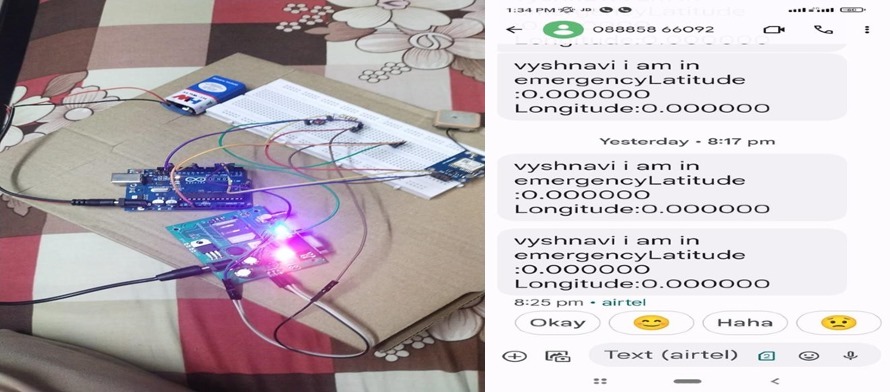 1:34 PM
088858 66092
vyshnavi i am in
emergencyLatitude
:0.000000
Longitude:0.000000
Yesterday • 8:17 pm
vyshnavi i am in
emergencyLatitude
:0.000000
Longitude:0.000000
vyshnavi i am in
emergencyLatitude
:0.000000
Longitude:0.000000
8:25 pm • airtel
Okay
Haha
Text (airtel)